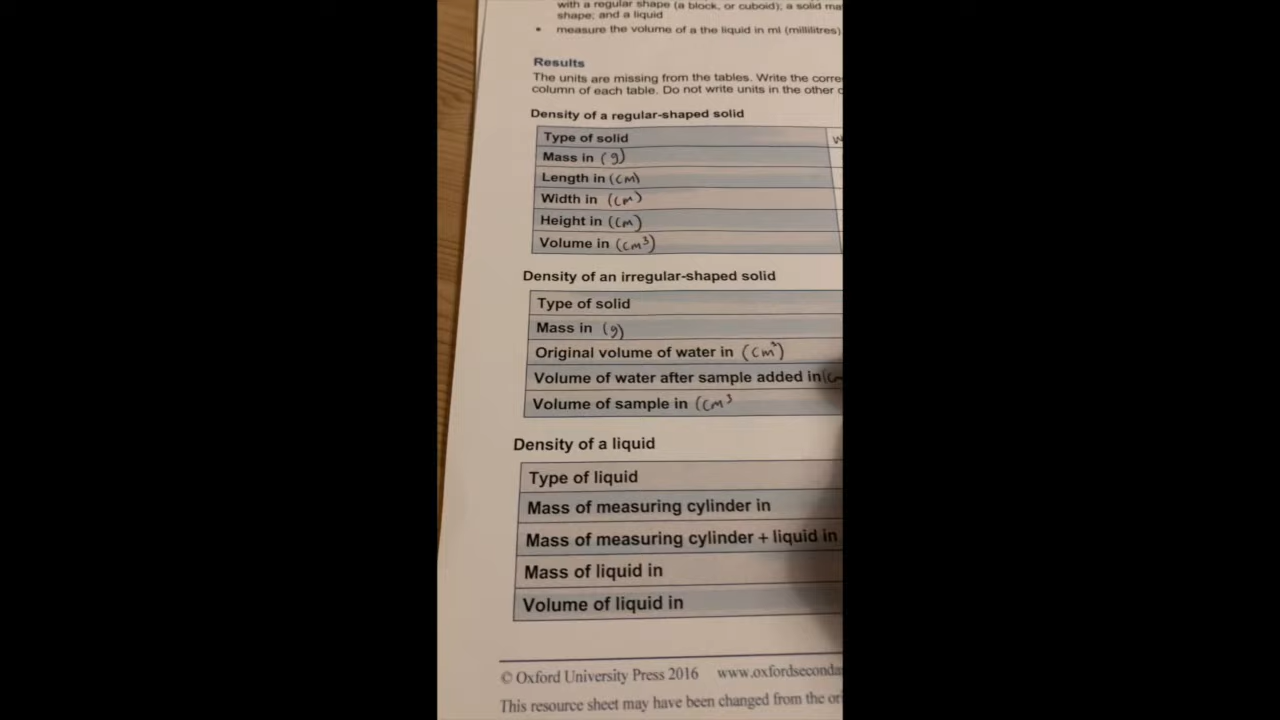 with a regular shape (a block, or cuboid); a solid
shape; and a liquid
• measure the volume of a the liquid in ml (millilitres)
Results
The units are missing from the tables. Write the
column of each table. Do not write units in the other
Density of a regular-shaped solid
Type of solid
Mass in (g)
Length in (cm)
Width in (cm)
Height in (cm)
Volume in (cm³)
Density of an irregular-shaped solid
Type of solid
Mass in (g)
Original volume of water in (cm³)
Volume of water after sample added in
Volume of sample in (cm³
Density of a liquid
Type of liquid
Mass of measuring cylinder in
Mass of measuring cylinder + liquid in
Mass of liquid in
Volume of liquid in
© Oxford University Press 2016 www.oxfordseconda
This resource sheet may have been changed from the